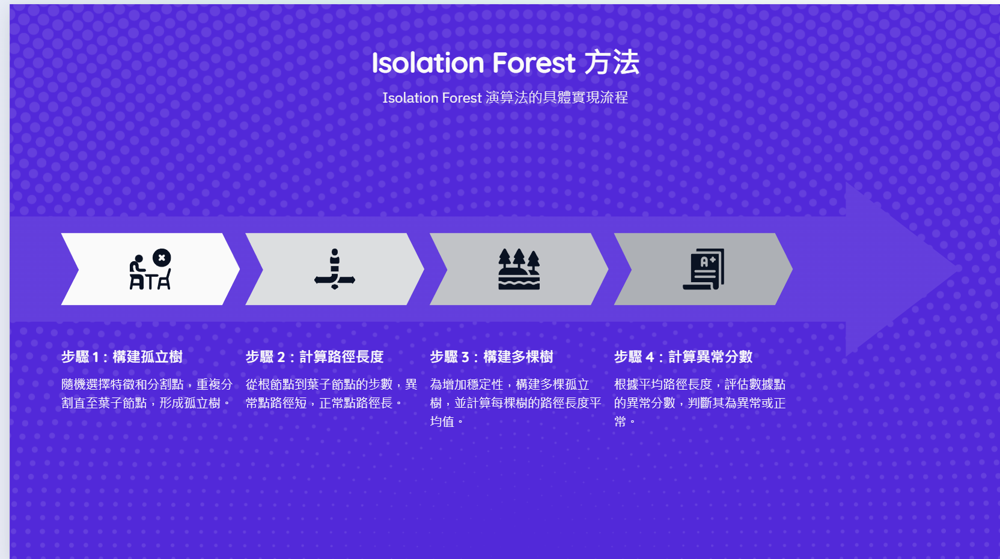 Isolation Forest 方法
Isolation Forest 演算法的具體實現流程
A+
步驟 1：構建孤立樹
隨機選擇特徵和分割點，重複分
割直至葉子節點，形成孤立樹。
步驟 2：計算路徑長度
從根節點到葉子節點的步數，異
常點路徑短，正常點路徑長。
步驟 3：構建多棵樹
為增加穩定性，構建多棵孤立
樹，並計算每棵樹的路徑長度平
均值。
步驟 4：計算異常分數
根據平均路徑長度，評估數據點
的異常分數，判斷其為異常或正
常。